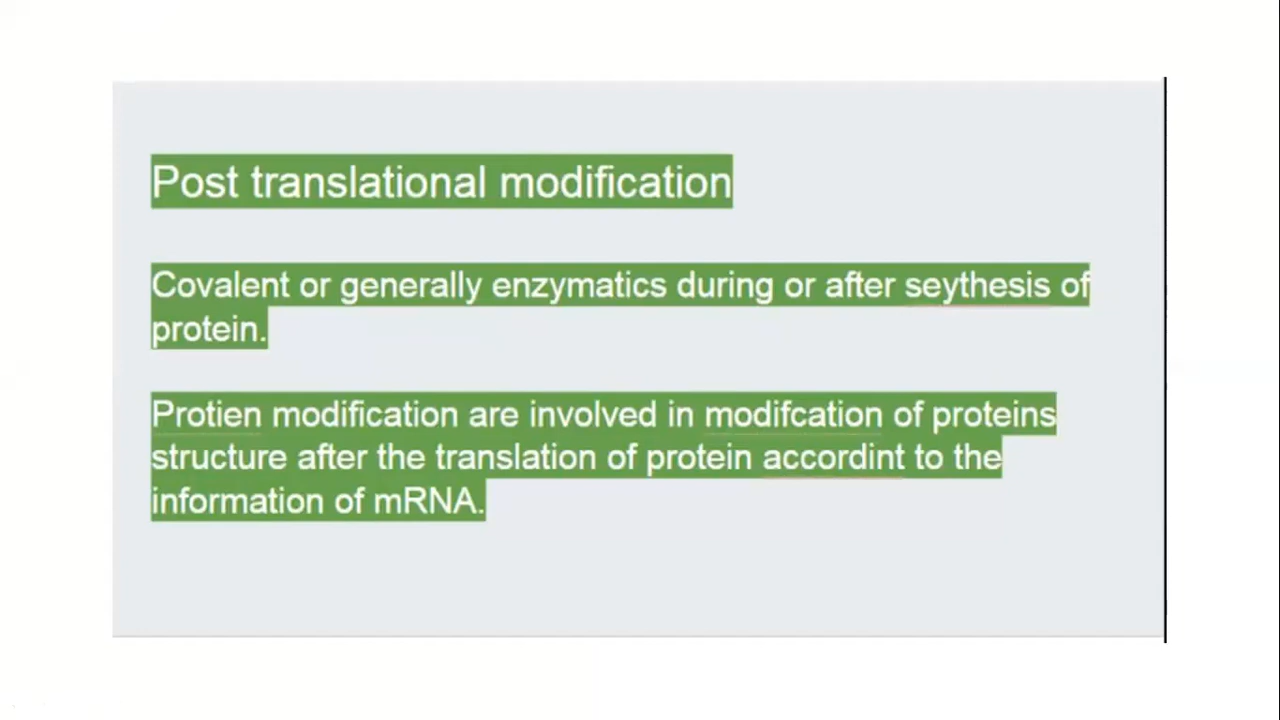 Post translational modification
Covalent or generally enzymatics during or after seythesis of
protein.
Protien modification are involved in modifcation of proteins
structure after the translation of protein accordint to the
information of mRNA.